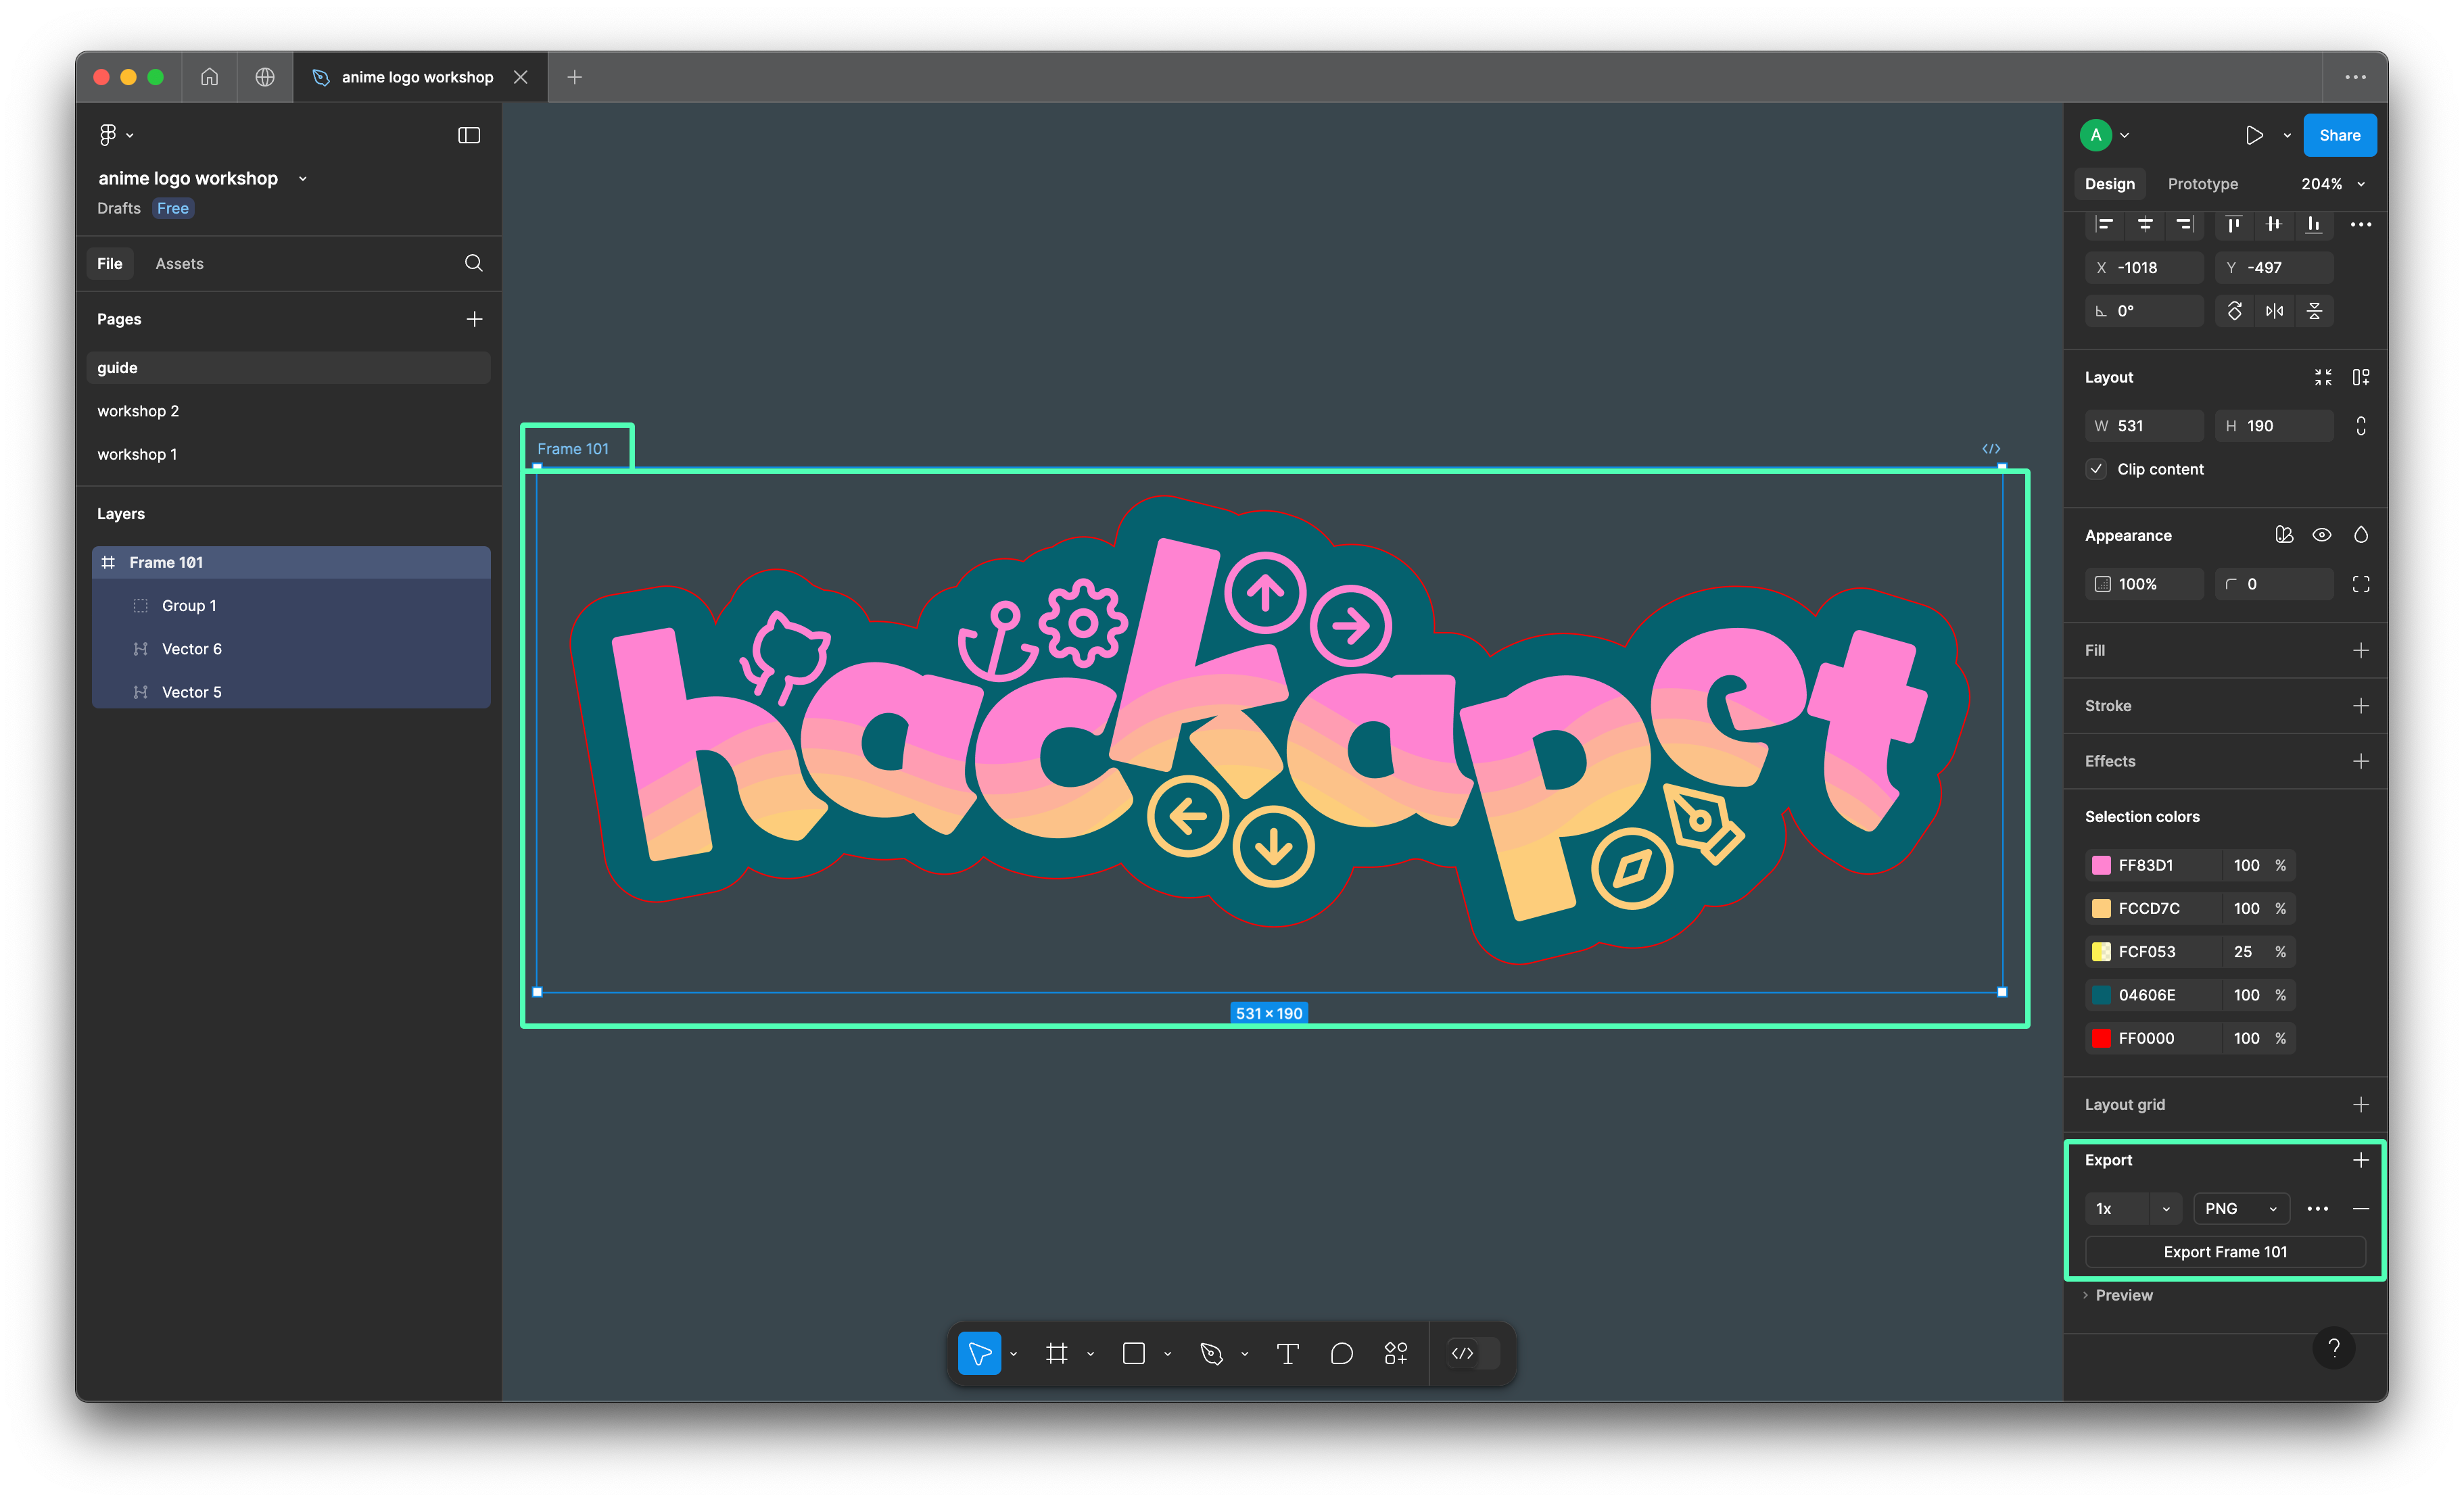 anime logo workshop
anime logo workshop
Drafts Free
File Assets
Pages
guide
workshop 2
workshop 1
Layers
Frame 101
Group 1
Vector 6
Vector 5
Frame 101
hackapet
531 × 190
A
Share
Design Prototype 204%
X -1018 Y -497
0°
Layout
W 531 H 190
Clip content
Appearance
100% 0
Fill
Stroke
Effects
Selection colors
FF83D1 100 %
FCCD7C 100 %
FCF053 25 %
04606E 100 %
FF0000 100 %
Layout grid
Export
1x PNG
Export Frame 101
Preview
?